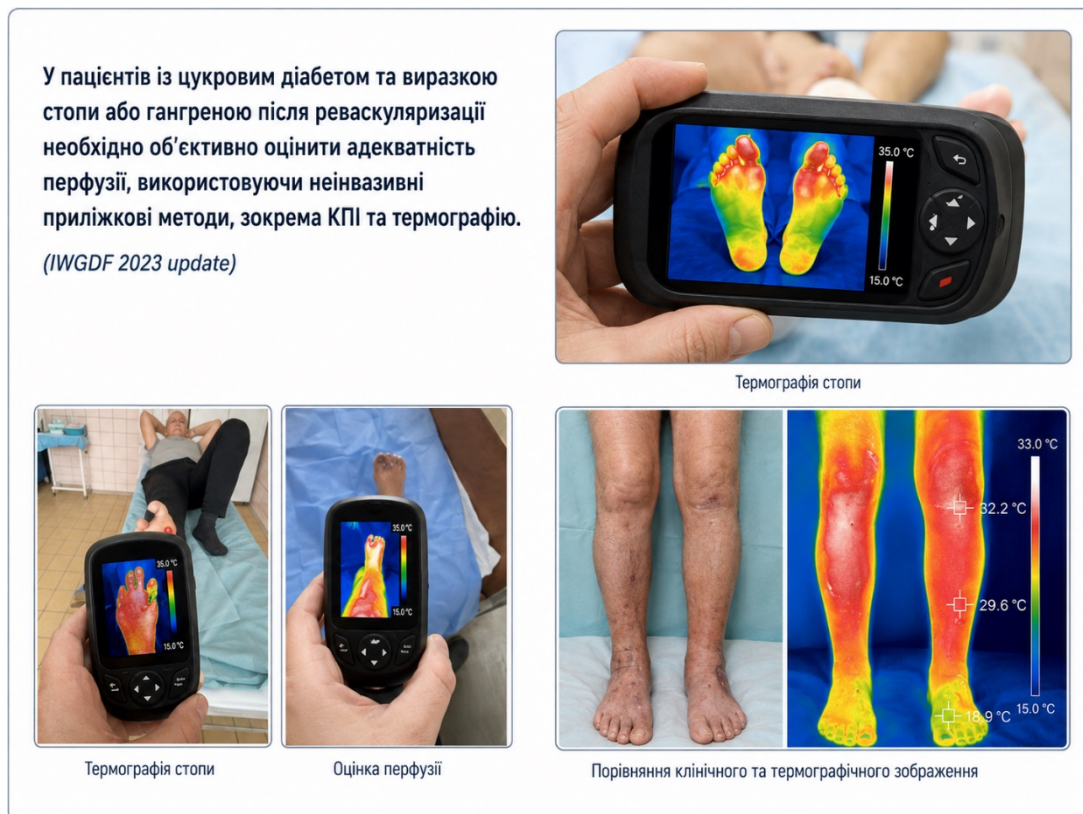 У пацієнтів із цукровим діабетом та виразкою
стопи або гангреною після реваскуляризації
необхідно об'єктивно оцінити адекватність
перфузії, використовуючи неінвазивні
приліжкові методи, зокрема КПІ та термографію.
(IWGDF 2023 update)
35.0 °C
15.0 °C
Термографія стопи
35.0 °C
15.0 °C
Термографія стопи
35.0 °C
15.0 °C
Оцінка перфузії
33.0 °C
32.2 °C
29.6 °C
18.9 °C
15.0 °C
Порівняння клінічного та термографічного зображення